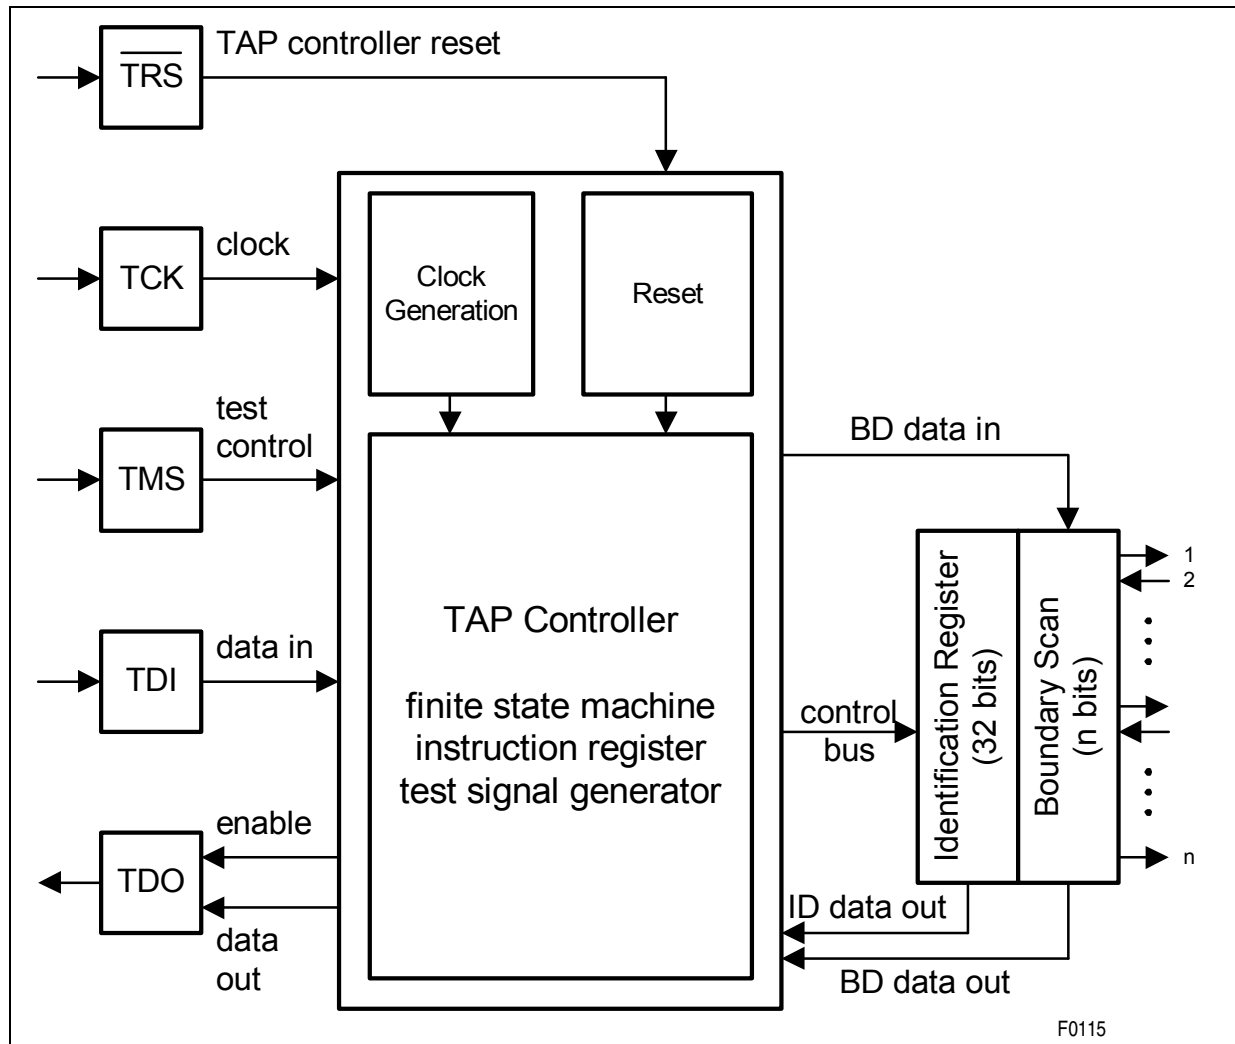 TRS
TAP controller reset
TCK
clock
Clock
Generation
Reset
TMS
test
control
BD data in
TDI
data in
TAP Controller
finite state machine
instruction register
test signal generator
control
bus
Identification Register
(32 bits)
Boundary Scan
(n bits)
1
2
n
TDO
enable
data
out
ID data out
BD data out
F0115